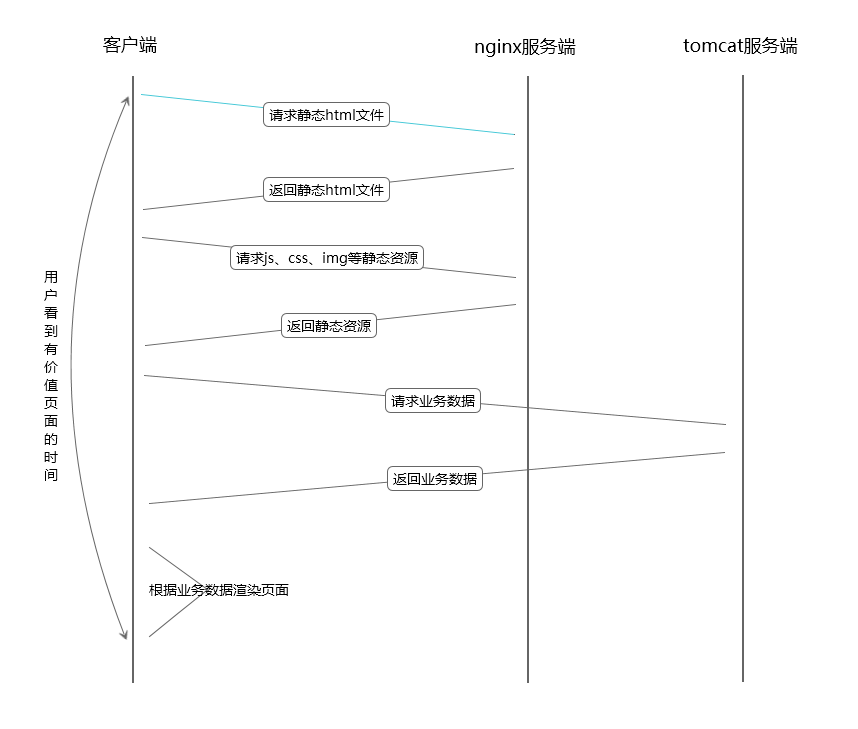 客户端
nginx服务端
tomcat服务端
请求静态html文件
返回静态html文件
请求js、css、img等静态资源
返回静态资源
请求业务数据
返回业务数据
根据业务数据渲染页面
用户看到有价值页面的时间